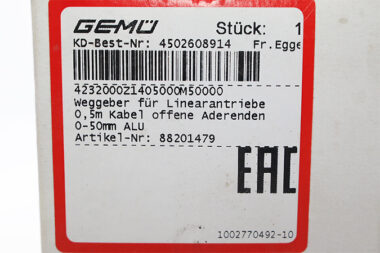 GEMÜ Stück: 1
KD-Best-Nr: 4502608914 Fr.Egge
4232000Z1405000M50000
Weggeber für Linearantriebe
0,5m Kabel offene Aderenden
0-50mm ALU
Artikel-Nr: 88201479
EAC
1002770492-10